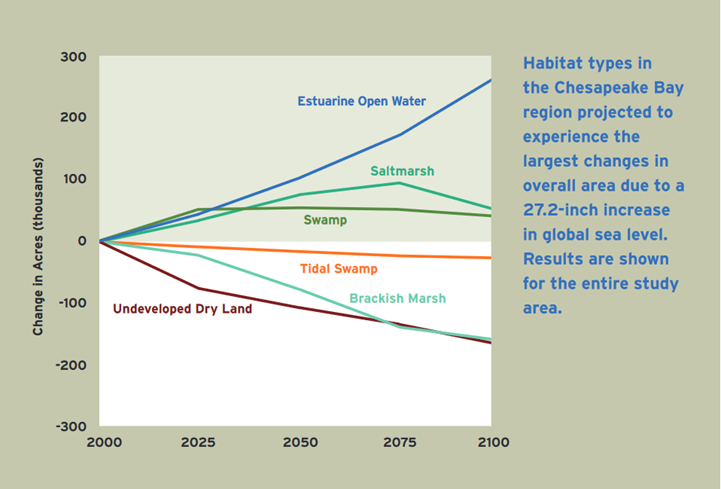 300
200
100
0
-100
-200
-300
Change in Acres (thousands)
Estuarine Open Water
Saltmarsh
Swamp
Tidal Swamp
Brackish Marsh
Undeveloped Dry Land
2000
2025
2050
2075
2100
Habitat types in
the Chesapeake Bay
region projected to
experience the
largest changes in
overall area due to a
27.2-inch increase
in global sea level.
Results are shown
for the entire study
area.